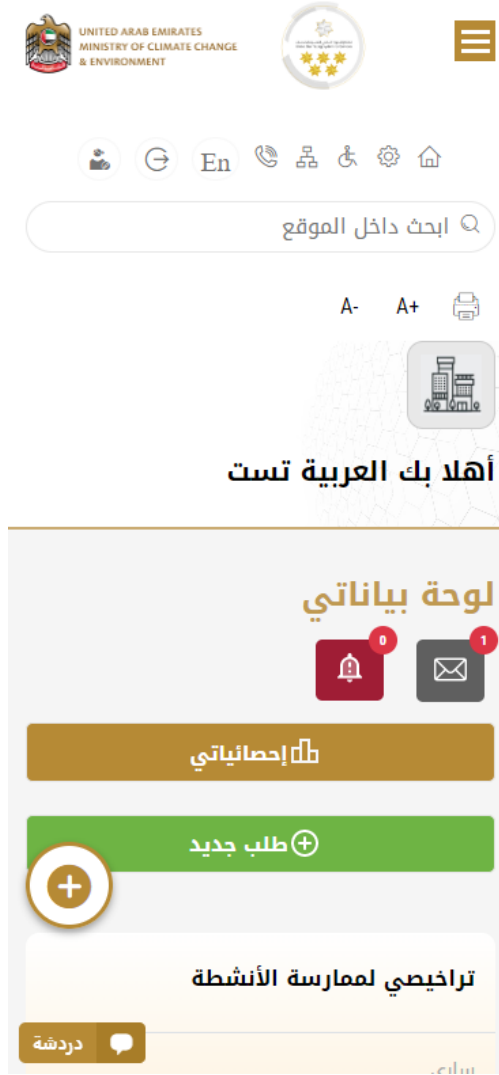 UNITED ARAB EMIRATES
MINISTRY OF CLIMATE CHANGE
& ENVIRONMENT
En
ابحث داخل الموقع
A- A+
أهلا بك العربية تست
لوحة بياناتي
1
0
إحصائياتي
طلب جديد
تراخيصي لممارسة الأنشطة
دردشة
ساري